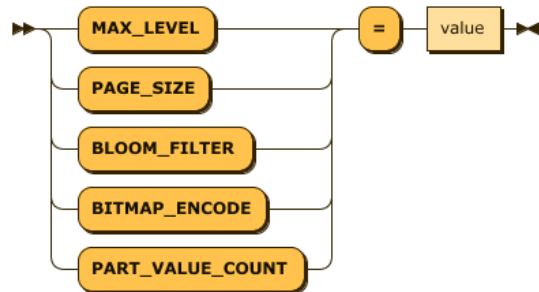 MAX_LEVEL = value
PAGE_SIZE
BLOOM_FILTER
BITMAP_ENCODE
PART_VALUE_COUNT